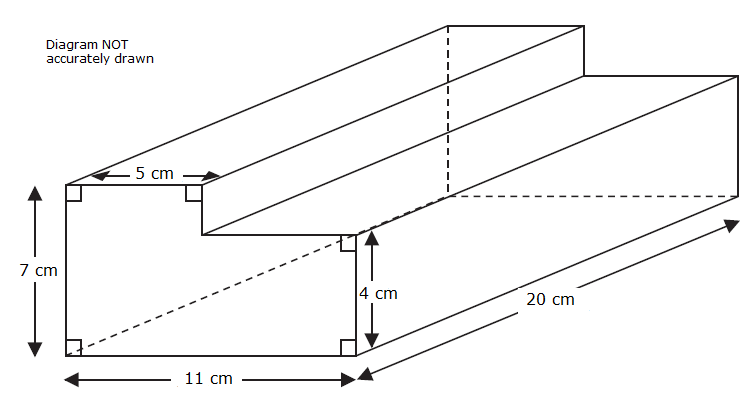 Diagram NOT
accurately drawn
5 cm
7 cm
4 cm
20 cm
11 cm